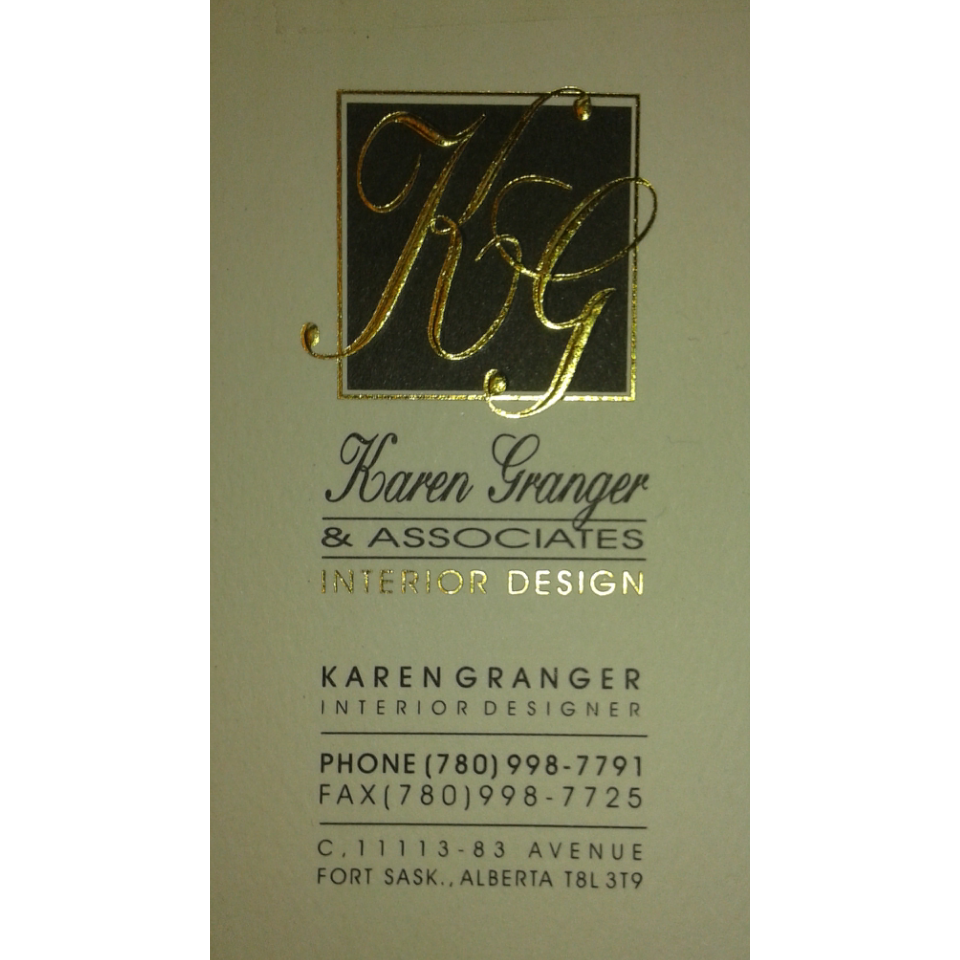 KG
Karen Granger
& ASSOCIATES
INTERIOR DESIGN
KAREN GRANGER
INTERIOR DESIGNER
PHONE (780) 998-7791
FAX (780) 998-7725
C, 11113-83 AVENUE
FORT SASK., ALBERTA T8L 3T9